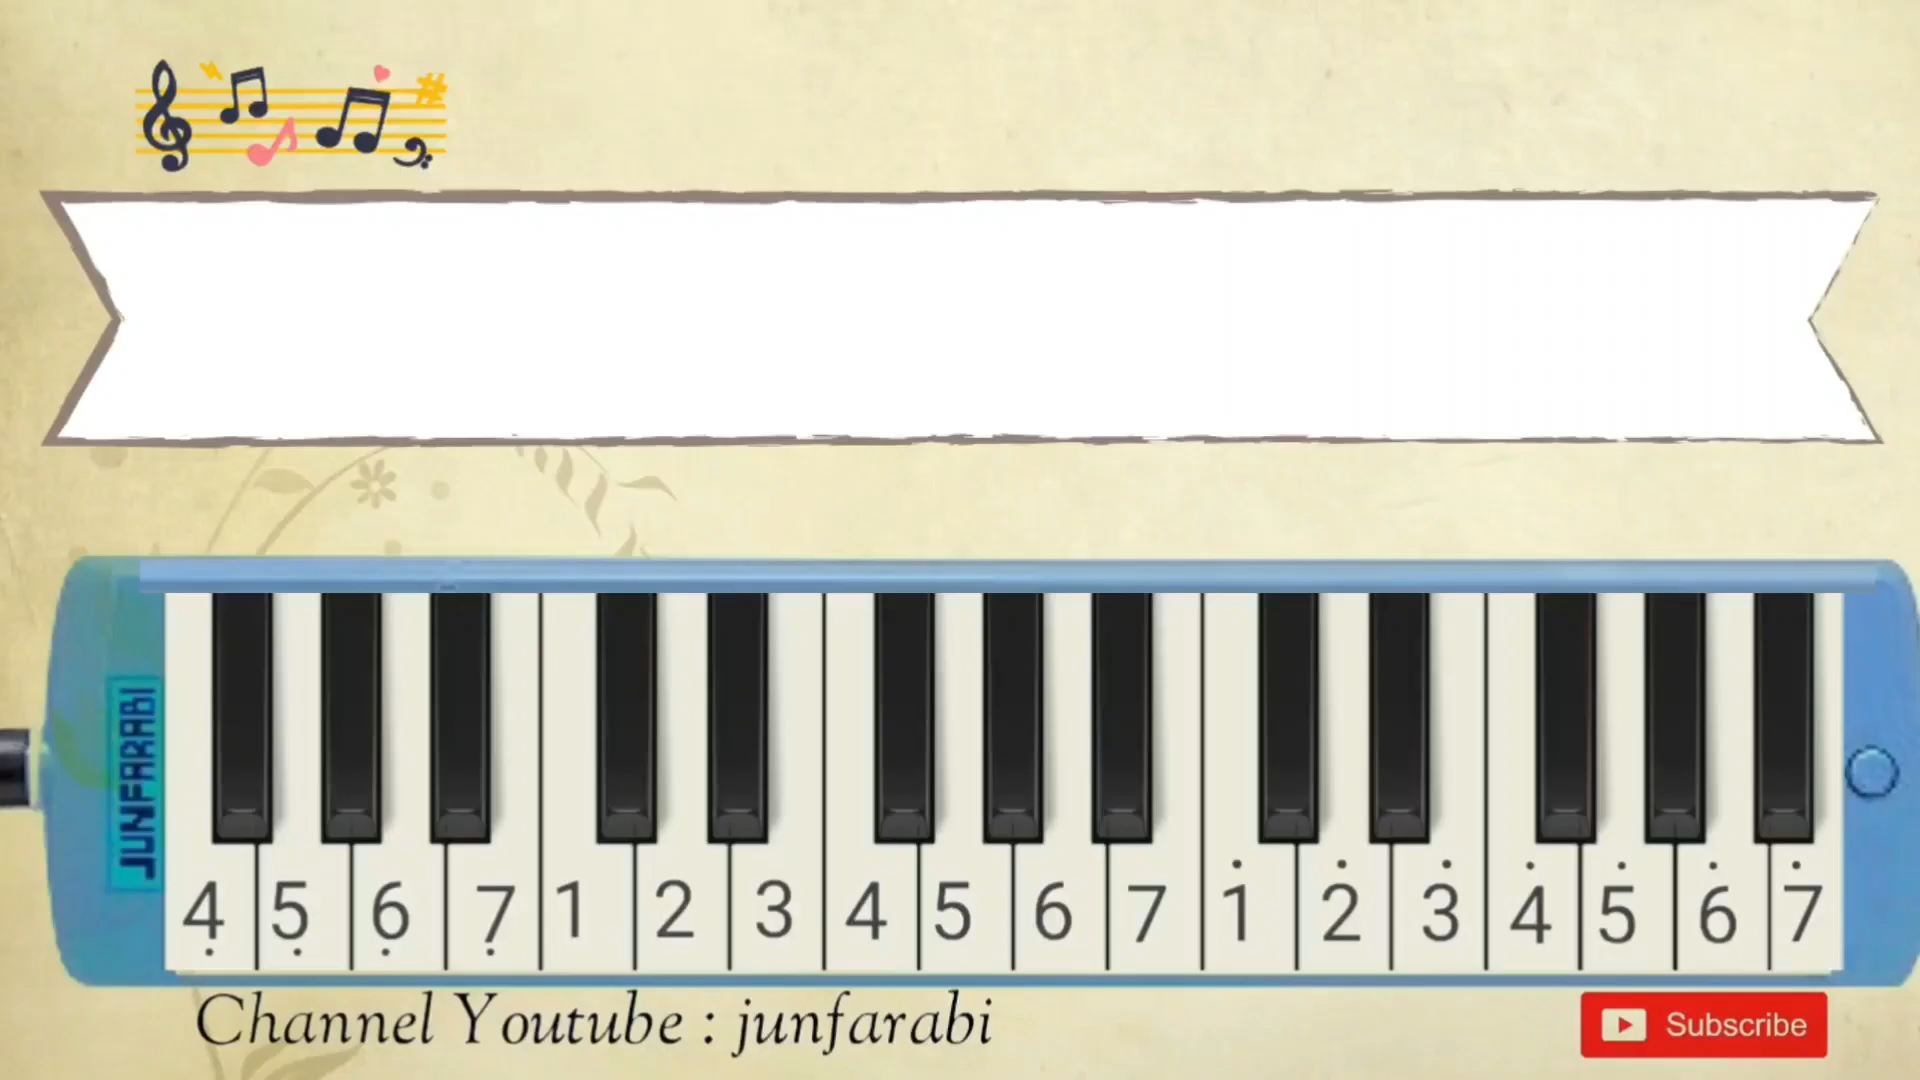 JUNFARABI
4̣ 5̣ 6̣ 7̣ 1 2 3 4 5 6 7 1̇ 2̇ 3̇ 4̇ 5̇ 6̇ 7̇
Channel Youtube : junfarabi
Subscribe